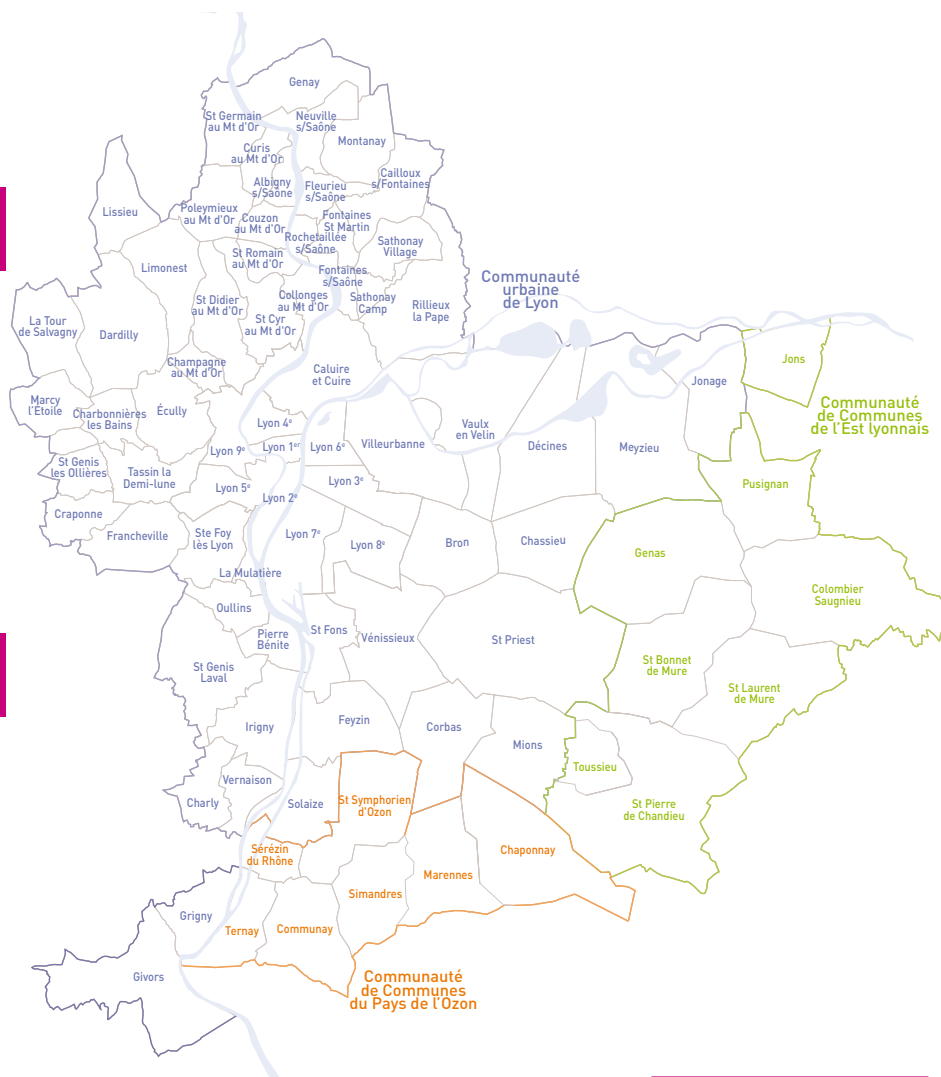 Genay
St Germain
au Mt d'Or
Neuville
s/Saône
Montanay
Curis
au Mt d'Or
Cailloux
s/Fontaines
Albigny
s/Saône
Fleurieu
s/Saône
Lissieu
Poleymieux
au Mt d'Or
Couzon
au Mt d'Or
Fontaines
St Martin
Rochetaillée
s/Saône
Sathonay
Village
Limonest
St Romain
au Mt d'Or
Fontaines
s/Saône
Communauté
urbaine
de Lyon
St Didier
au Mt d'Or
Collonges
au Mt d'Or
Sathonay
Camp
Rillieux
la Pape
La Tour
de Salvagny
Dardilly
St Cyr
au Mt d'Or
Champagne
au Mt d'Or
Caluire
et Cuire
Jons
Jonage
Marcy
l'Étoile
Charbonnières
les Bains
Écully
Communauté
de Communes
de l'Est lyonnais
Lyon 4e
Vaulx
en Velin
Lyon 9e
Lyon 1er
Lyon 6e
Villeurbanne
Décines
Meyzieu
St Genis
les Ollières
Tassin la
Demi-lune
Lyon 5e
Lyon 2e
Lyon 3e
Pusignan
Craponne
Francheville
Ste Foy
lès Lyon
Lyon 7e
Lyon 8e
Bron
Chassieu
Genas
La Mulatière
Colombier
Saugnieu
Oullins
Pierre
Bénite
St Fons
Vénissieux
St Priest
St Genis
Laval
St Bonnet
de Mure
St Laurent
de Mure
Irigny
Feyzin
Corbas
Mions
Toussieu
Vernaison
Charly
Solaize
St Symphorien
d'Ozon
St Pierre
de Chandieu
Sérézin
du Rhône
Chaponnay
Marennes
Simandres
Grigny
Ternay
Communay
Givors
Communauté
de Communes
du Pays de l'Ozon